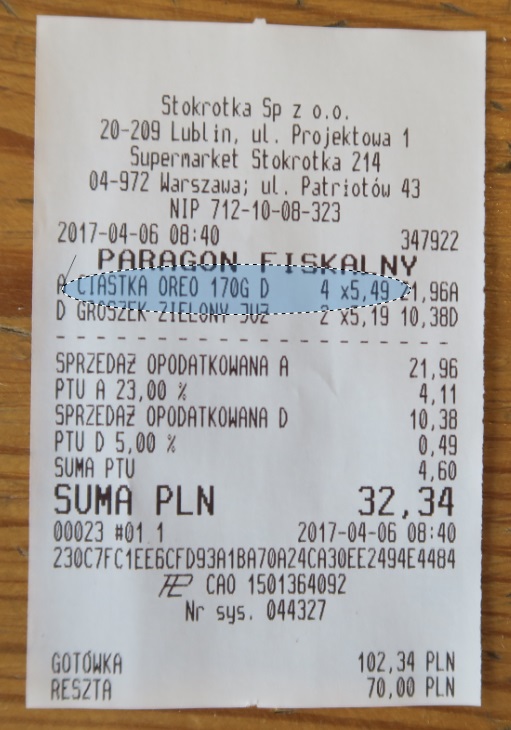 Stokrotka Sp z o.o.
20-209 Lublin, ul. Projektowa 1
Supermarket Stokrotka 214
04-972 Warszawa; ul. Patriotów 43
NIP 712-10-08-323
2017-04-06 08:40 347922
PARAGON FISKALNY
A CIASTKA OREO 170G D 4 x5,49 21,96A
D GROSZEK ZIELONY JUŻ 2 x5,19 10,38D
SPRZEDAŻ OPODATKOWANA A 21,96
PTU A 23,00 % 4,11
SPRZEDAŻ OPODATKOWANA D 10,38
PTU D 5,00 % 0,49
SUMA PTU 4,60
SUMA PLN 32,34
00023 #01 1 2017-04-06 08:40
230C7FC1EE6CFD93A1BA70A24CA30EE2494E4484
CAO 1501364092
Nr sys. 044327
GOTÓWKA 102,34 PLN
RESZTA 70,00 PLN